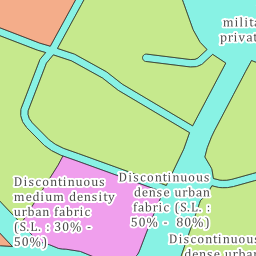 milita
privat
Discontinuous
medium density
urban fabric
(S.L. : 30% -
50%)
Discontinuous
dense urban
fabric (S.L. :
50% - 80%)
Discontinuous
dense urban